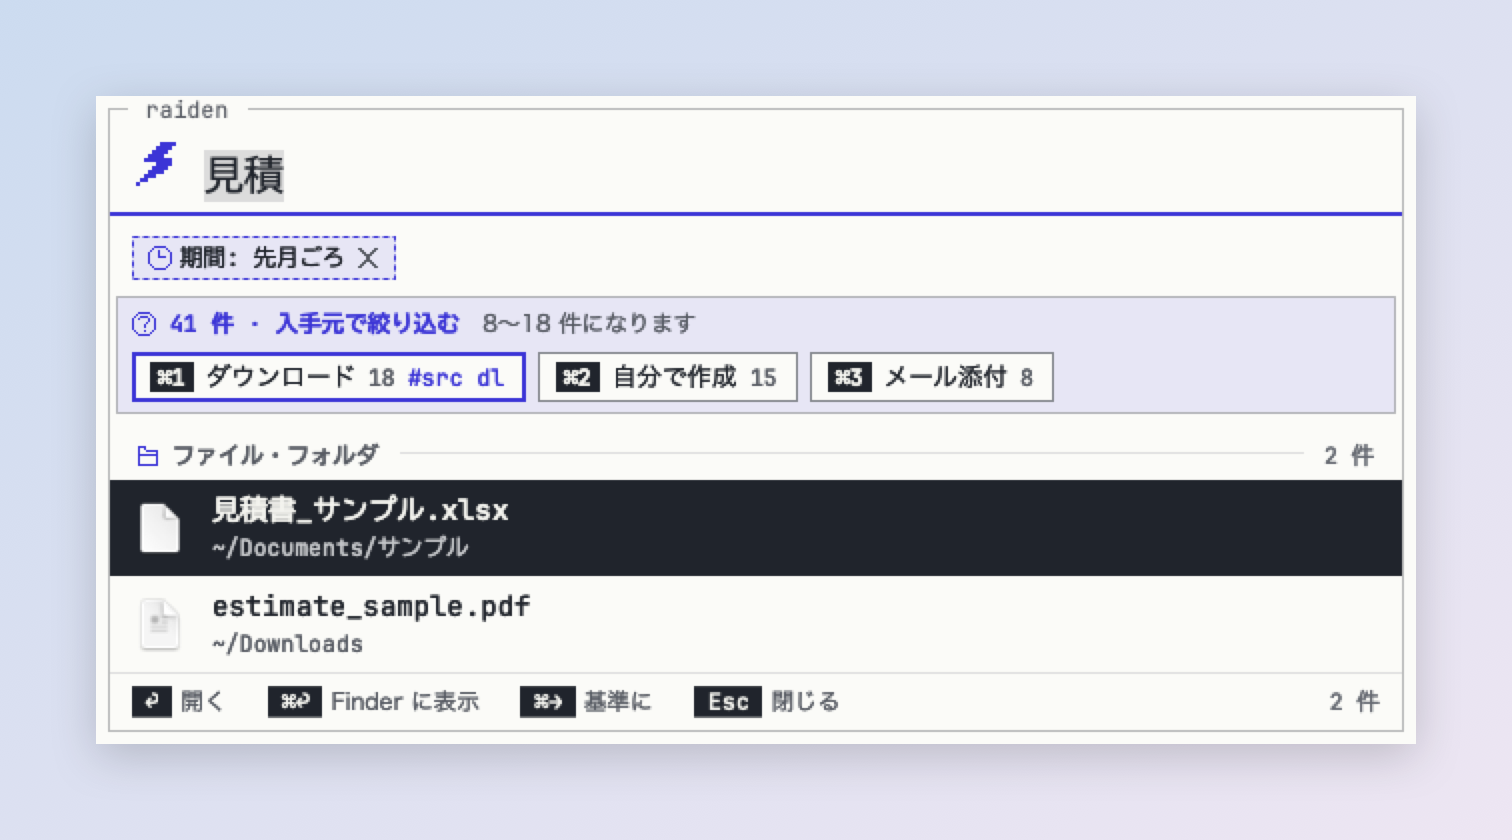 raiden
見積
期間: 先月ごろ
41 件 · 入手元で絞り込む 8〜18 件になります
⌘1 ダウンロード 18 #src dl ⌘2 自分で作成 15 ⌘3 メール添付 8
ファイル・フォルダ 2 件
見積書_サンプル.xlsx
~/Documents/サンプル
estimate_sample.pdf
~/Downloads
⏎ 開く ⌘⏎ Finder に表示 ⌘→ 基準に Esc 閉じる 2 件